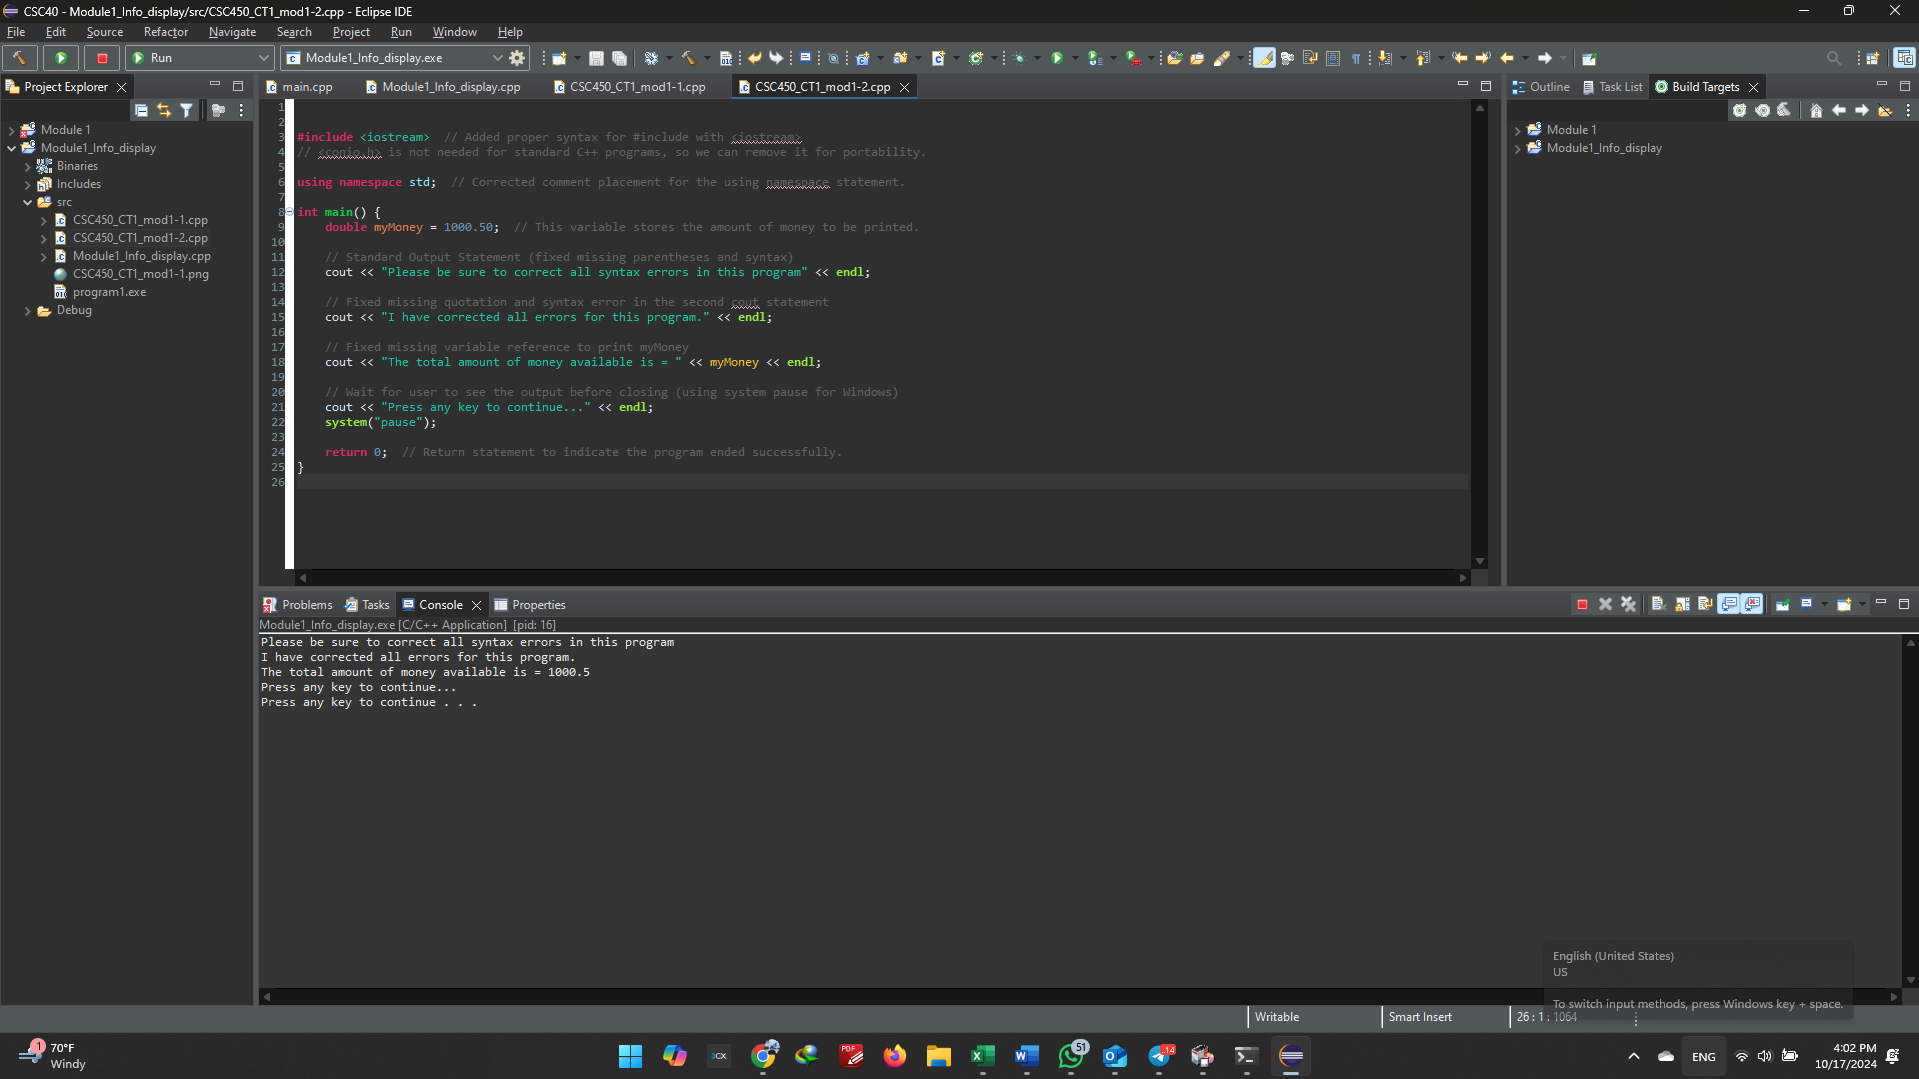 CSC40 - Module1_Info_display/src/CSC450_CT1_mod1-2.cpp - Eclipse IDE
File Edit Source Refactor Navigate Search Project Run Window Help
Run
Module1_Info_display.exe
Project Explorer
main.cpp
Module1_Info_display.cpp
CSC450_CT1_mod1-1.cpp
CSC450_CT1_mod1-2.cpp
Outline
Task List
Build Targets
Module 1
Module1_Info_display
Binaries
Includes
src
CSC450_CT1_mod1-1.cpp
CSC450_CT1_mod1-2.cpp
Module1_Info_display.cpp
CSC450_CT1_mod1-1.png
program1.exe
Debug
1
2
3 #include <iostream>  // Added proper syntax for #include with <iostream>
4 // <conio.h> is not needed for standard C++ programs, so we can remove it for portability.
5
6 using namespace std;  // Corrected comment placement for the using namespace statement.
7
8 int main() {
9     double myMoney = 1000.50;  // This variable stores the amount of money to be printed.
10
11     // Standard Output Statement (fixed missing parentheses and syntax)
12     cout << "Please be sure to correct all syntax errors in this program" << endl;
13
14     // Fixed missing quotation and syntax error in the second cout statement
15     cout << "I have corrected all errors for this program." << endl;
16
17     // Fixed missing variable reference to print myMoney
18     cout << "The total amount of money available is = " << myMoney << endl;
19
20     // Wait for user to see the output before closing (using system pause for Windows)
21     cout << "Press any key to continue..." << endl;
22     system("pause");
23
24     return 0;  // Return statement to indicate the program ended successfully.
25 }
26
Module 1
Module1_Info_display
Problems
Tasks
Console
Properties
Module1_Info_display.exe [C/C++ Application] [pid: 16]
Please be sure to correct all syntax errors in this program
I have corrected all errors for this program.
The total amount of money available is = 1000.5
Press any key to continue...
Press any key to continue . . .
English (United States)
US
To switch input methods, press Windows key + space.
Writable
Smart Insert
26 : 1 : 1064
1
70°F
Windy
3CX
PDF
51
14
ENG
4:02 PM
10/17/2024